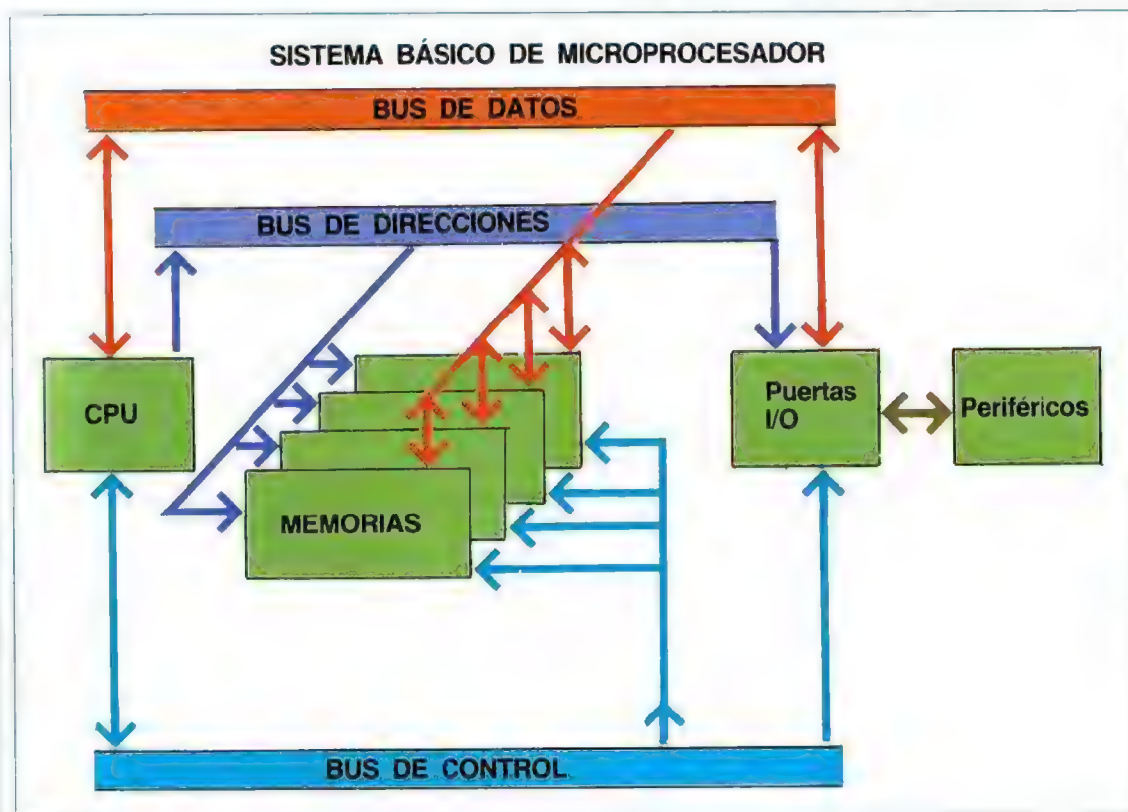 SISTEMA BÁSICO DE MICROPROCESADOR
BUS DE DATOS
BUS DE DIRECCIONES
CPU
MEMORIAS
Puertas
I/O
Periféricos
BUS DE CONTROL